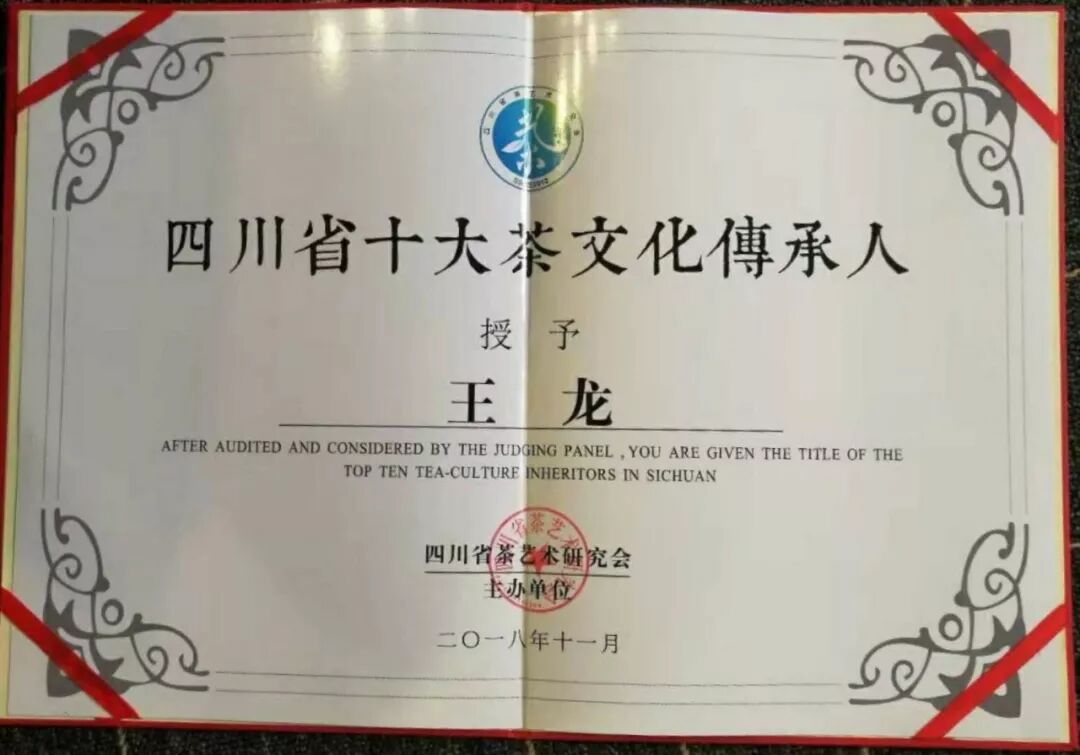 四川省十大茶文化傳承人
授予
王龙
AFTER AUDITED AND CONSIDERED BY THE JUDGING PANEL ,YOU ARE GIVEN THE TITLE OF THE
TOP TEN TEA-CULTURE INHERITORS IN SICHUAN
四川省茶艺术研究会
主办单位
二〇一八年十一月